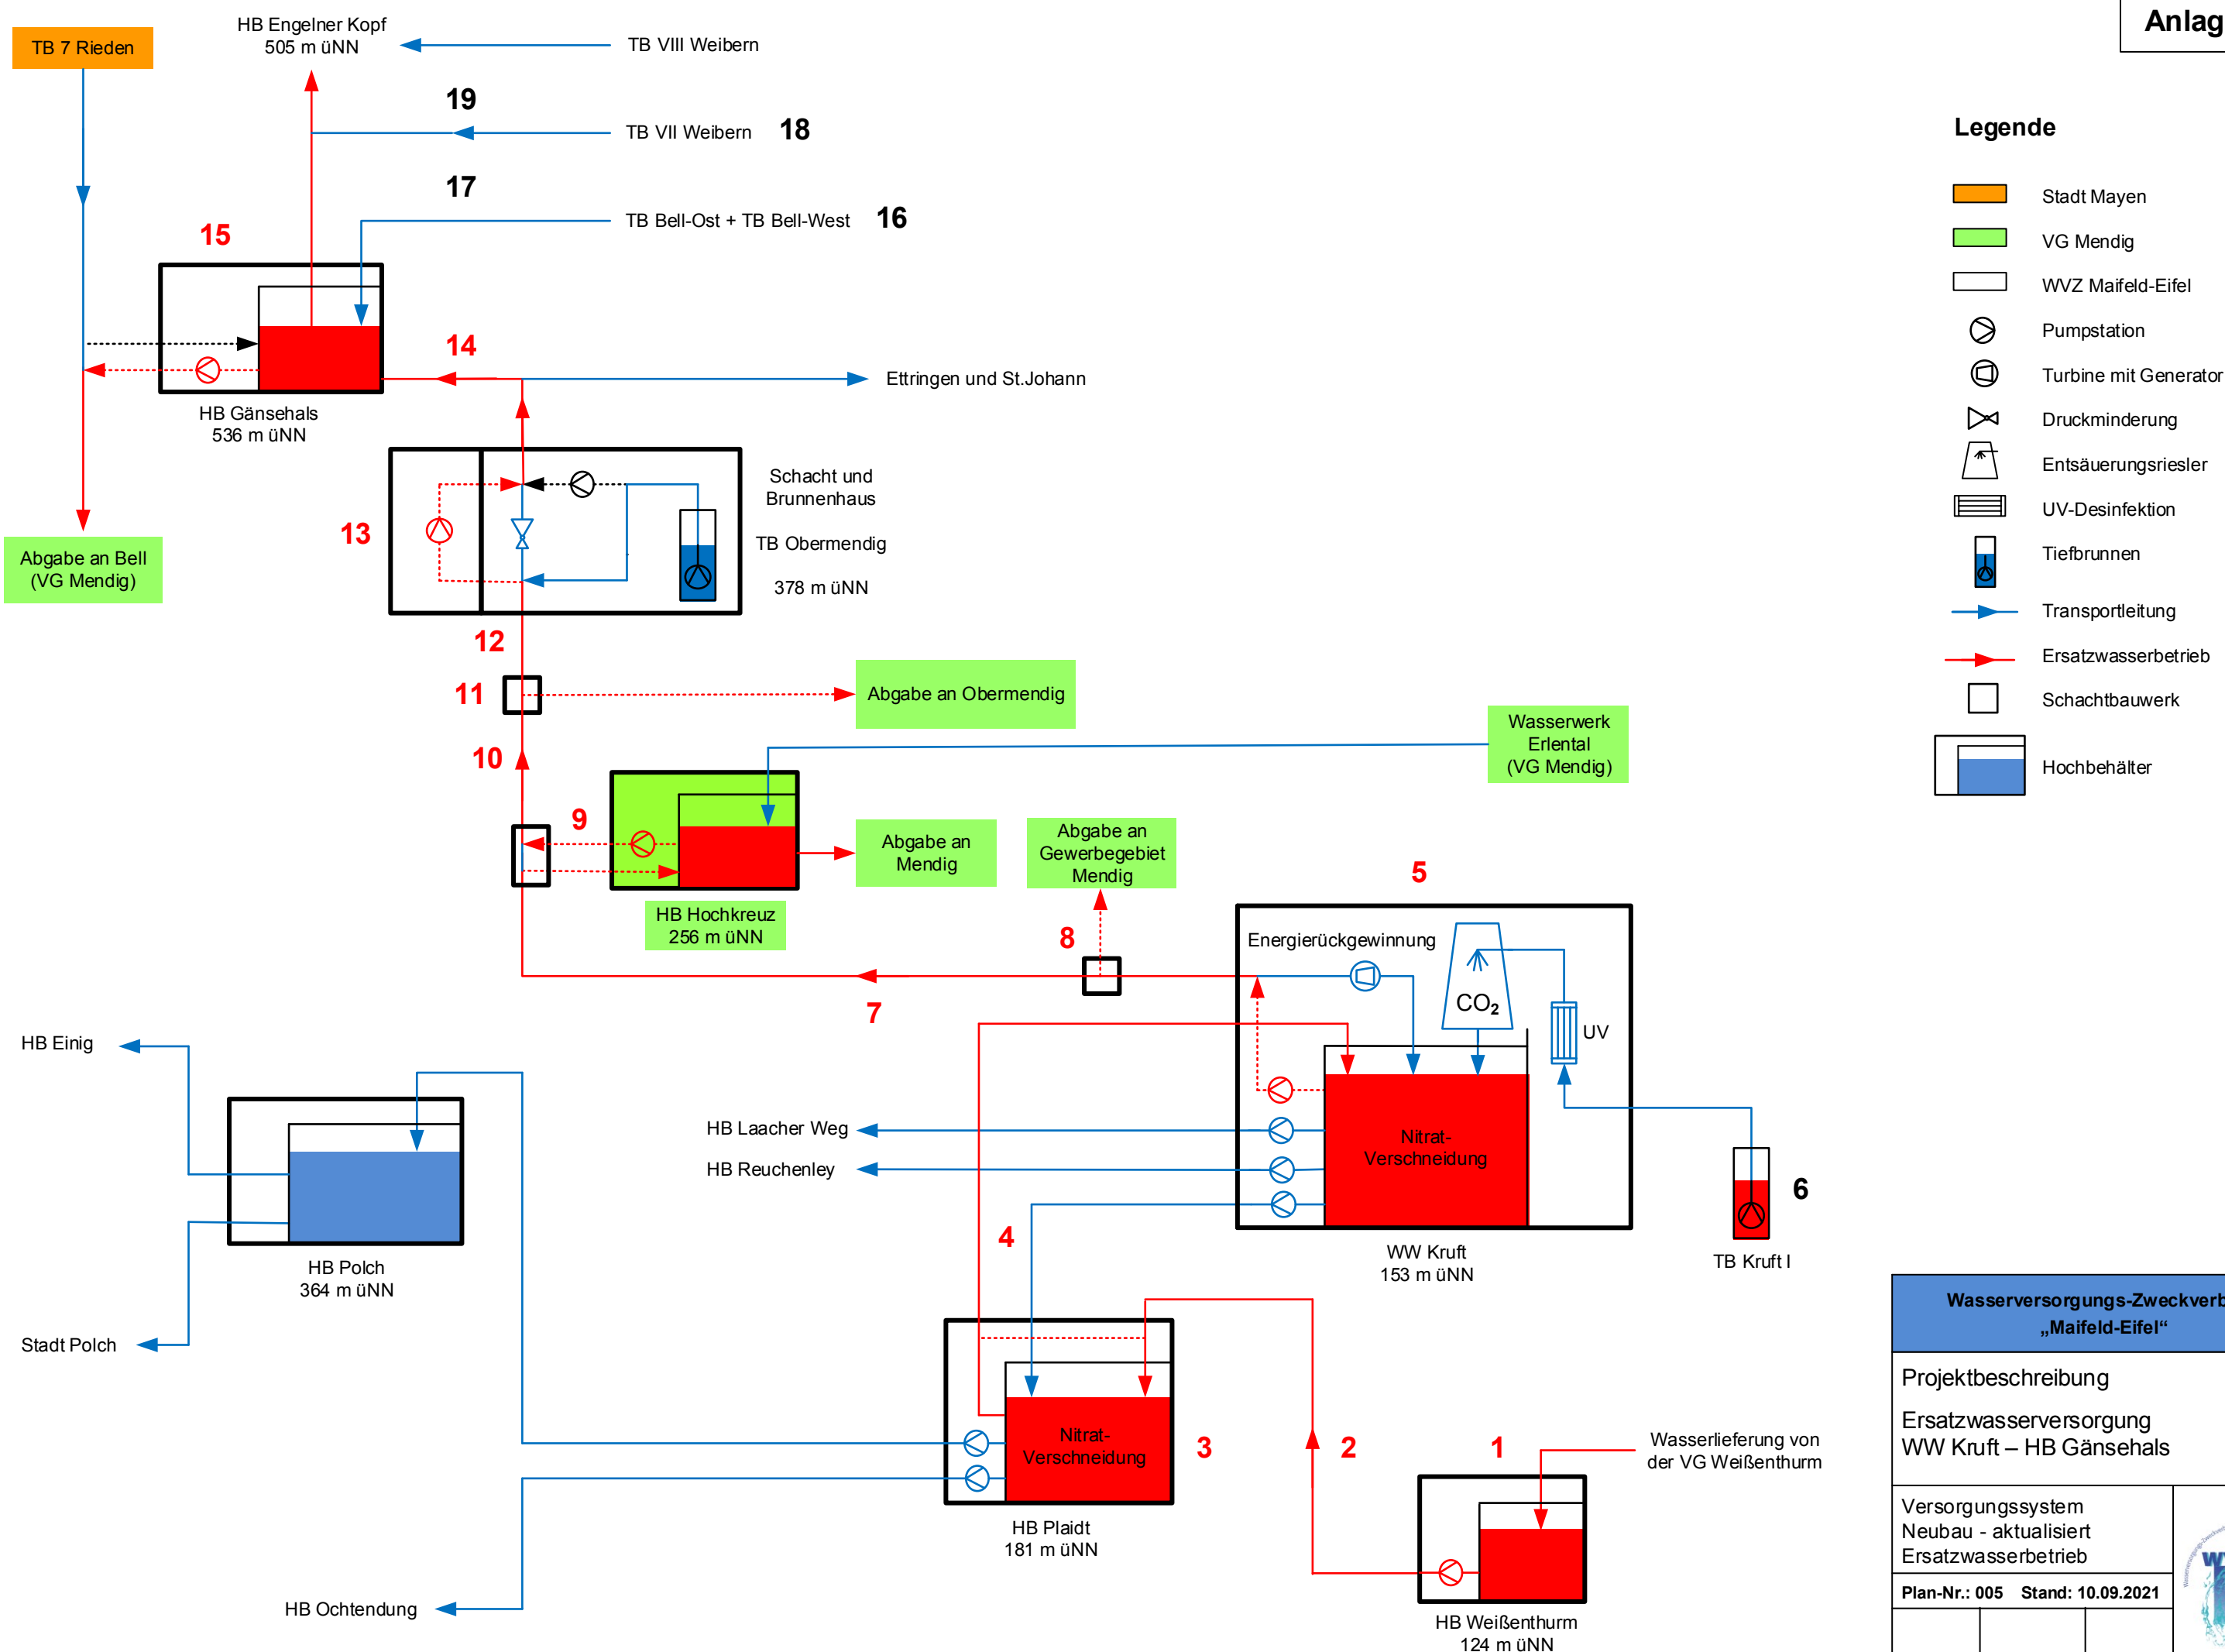 Anlag
TB 7 Rieden
HB Engelner Kopf
505 m üNN
TB VIII Weibern
19
TB VII Weibern
18
17
TB Bell-Ost + TB Bell-West
16
15
14
HB Gänsehals
536 m üNN
Ettringen und St.Johann
Abgabe an Bell
(VG Mendig)
13
Schacht und
Brunnenhaus
TB Obermendig
378 m üNN
12
11
Abgabe an Obermendig
10
Wasserwerk
Erlental
(VG Mendig)
9
Abgabe an
Mendig
HB Hochkreuz
256 m üNN
Abgabe an
Gewerbegebiet
Mendig
8
7
5
Energierückgewinnung
CO2
UV
Nitrat-
Verschneidung
HB Laacher Weg
HB Reuchenley
WW Kruft
153 m üNN
6
TB Kruft I
4
HB Einig
HB Polch
364 m üNN
Stadt Polch
Nitrat-
Verschneidung
3
HB Plaidt
181 m üNN
2
1
Wasserlieferung von
der VG Weißenthurm
HB Weißenthurm
124 m üNN
HB Ochtendung
Legende
Stadt Mayen
VG Mendig
WVZ Maifeld-Eifel
Pumpstation
Turbine mit Generator
Druckminderung
Entsäuerungsriesler
UV-Desinfektion
Tiefbrunnen
Transportleitung
Ersatzwasserbetrieb
Schachtbauwerk
Hochbehälter
Wasserversorgungs-Zweckverb
„Maifeld-Eifel“
Projektbeschreibung
Ersatzwasserversorgung
WW Kruft – HB Gänsehals
Versorgungssystem
Neubau - aktualisiert
Ersatzwasserbetrieb
Plan-Nr.: 005 Stand: 10.09.2021